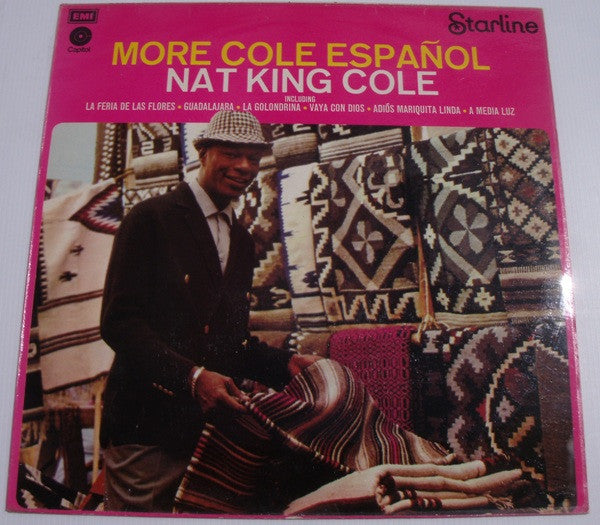 EMI
Capitol
Starline
MORE COLE ESPAÑOL
NAT KING COLE
INCLUDING
LA FERIA DE LAS FLORES • GUADALAJARA • LA GOLONDRINA • VAYA CON DIOS • ADIÓS MARIQUITA LINDA • A MEDIA LUZ